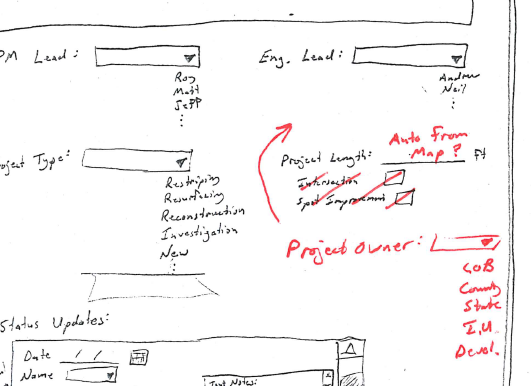 PM Lead:
Roy
Matt
Jeff
Eng. Lead:
Andrew
Neil
Project Type:
Restriping
Resurfacing
Reconstruction
Investigation
New
Auto From
Map?
Project Length: Ft
Intersection
Spot Improvement
Project Owner:
COB
County
State
I.U.
Devel.
Status Updates:
Date / /
Name
Text Notes: